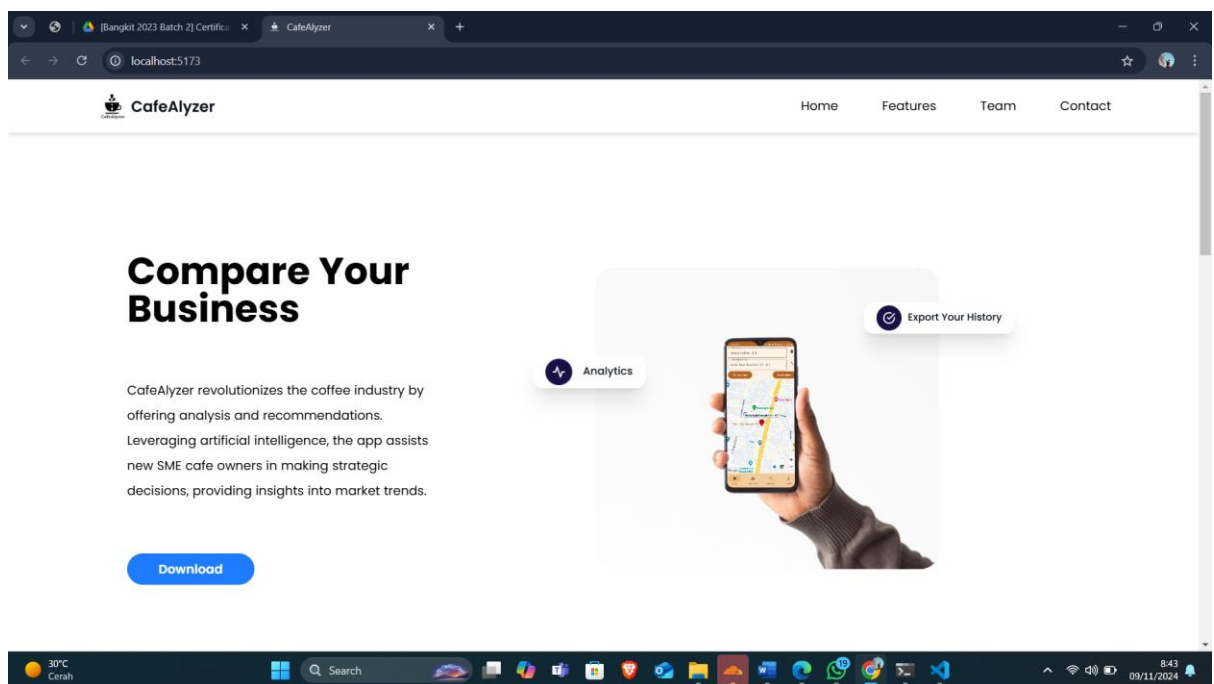 [Bangkit 2023 Batch 2] Certifica
CafeAlyzer
localhost:5173
CafeAlyzer
Home
Features
Team
Contact
Compare Your
Business
Export Your History
Analytics
CafeAlyzer revolutionizes the coffee industry by
offering analysis and recommendations.
Leveraging artificial intelligence, the app assists
new SME cafe owners in making strategic
decisions, providing insights into market trends.
Download
30°C
Cerah
Search
19
8:43
09/11/2024